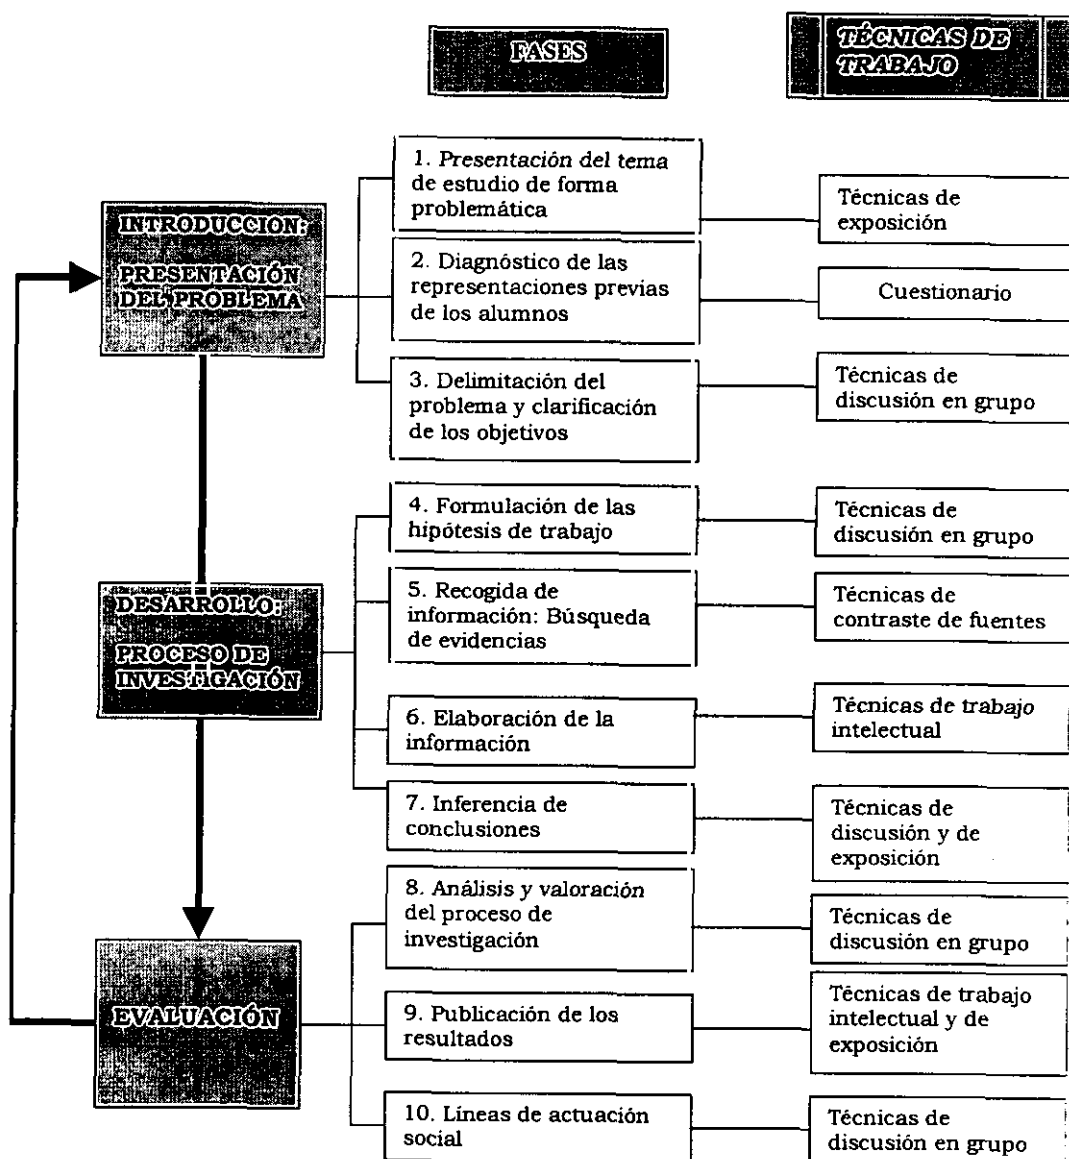 FASES
TÉCNICAS DE
TRABAJO
INTRODUCCION:
PRESENTACIÓN
DEL PROBLEMA
1. Presentación del tema
de estudio de forma
problemática
Técnicas de
exposición
2. Diagnóstico de las
representaciones previas
de los alumnos
Cuestionario
3. Delimitación del
problema y clarificación
de los objetivos
Técnicas de
discusión en grupo
DESARROLLO:
PROCESO DE
INVESTIGACIÓN
4. Formulación de las
hipótesis de trabajo
Técnicas de
discusión en grupo
5. Recogida de
información: Búsqueda
de evidencias
Técnicas de
contraste de fuentes
6. Elaboración de la
información
Técnicas de trabajo
intelectual
7. Inferencia de
conclusiones
Técnicas de
discusión y de
exposición
EVALUACIÓN
8. Análisis y valoración
del proceso de
investigación
Técnicas de
discusión en grupo
9. Publicación de los
resultados
Técnicas de trabajo
intelectual y de
exposición
10. Líneas de actuación
social
Técnicas de
discusión en grupo